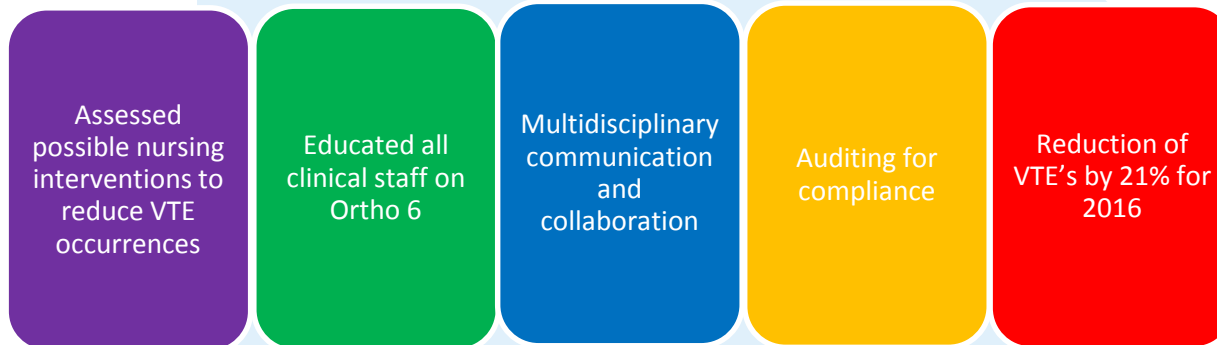 Assessed
possible nursing
interventions to
reduce VTE
occurrences
Educated all
clinical staff on
Ortho 6
Multidisciplinary
communication
and
collaboration
Auditing for
compliance
Reduction of
VTE’s by 21% for
2016